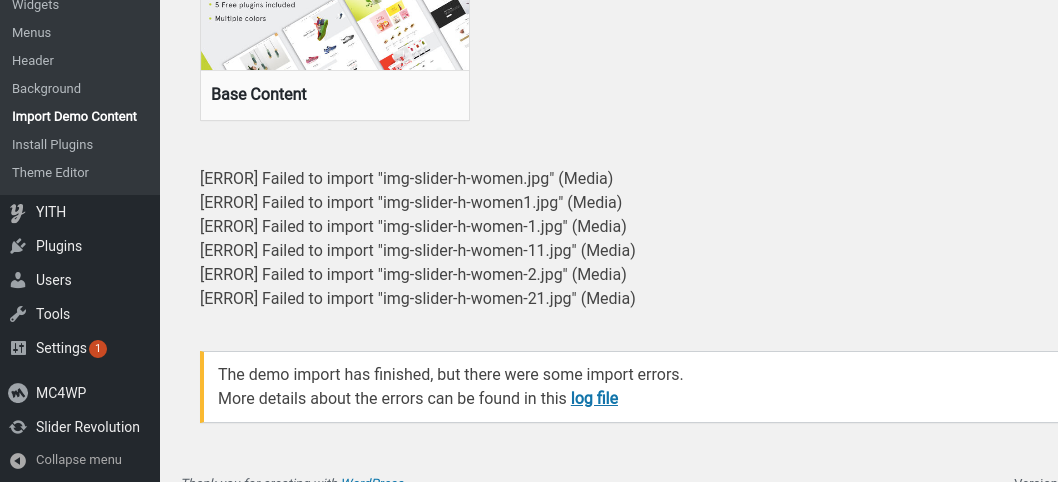 Widgets
Menus
Header
Background
Import Demo Content
Install Plugins
Theme Editor
YITH
Plugins
Users
Tools
Settings 1
MC4WP
Slider Revolution
Collapse menu
5 Free plugins included
Multiple colors
Base Content
[ERROR] Failed to import "img-slider-h-women.jpg" (Media)
[ERROR] Failed to import "img-slider-h-women1.jpg" (Media)
[ERROR] Failed to import "img-slider-h-women-1.jpg" (Media)
[ERROR] Failed to import "img-slider-h-women-11.jpg" (Media)
[ERROR] Failed to import "img-slider-h-women-2.jpg" (Media)
[ERROR] Failed to import "img-slider-h-women-21.jpg" (Media)
The demo import has finished, but there were some import errors.
More details about the errors can be found in this log file
Thank you for creating with WordPress
Version